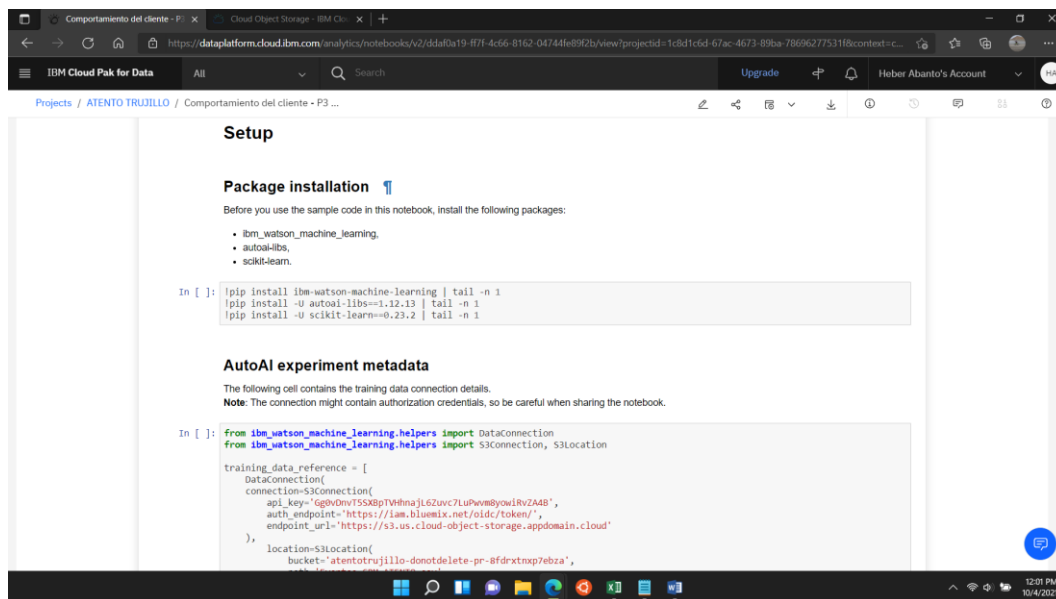 Comportamiento del cliente - P3
Cloud Object Storage - IBM Clo
https://dataplatform.cloud.ibm.com/analytics/notebooks/v2/ddaf0a19-ff7f-4c66-8162-04744fe89f2b/view?projectid=1c8d1c6d-67ac-4673-89ba-78696277531f&context=c...
IBM Cloud Pak for Data
All
Search
Upgrade
Heber Abanto's Account
HA
Projects / ATENTO TRUJILLO / Comportamiento del cliente - P3 ...
Setup
Package installation ¶
Before you use the sample code in this notebook, install the following packages:
• ibm_watson_machine_learning,
• autoai-libs,
• scikit-learn.
In [ ]: !pip install ibm-watson-machine-learning | tail -n 1
!pip install -U autoai-libs==1.12.13 | tail -n 1
!pip install -U scikit-learn==0.23.2 | tail -n 1
AutoAI experiment metadata
The following cell contains the training data connection details.
Note: The connection might contain authorization credentials, so be careful when sharing the notebook.
In [ ]: from ibm_watson_machine_learning.helpers import DataConnection
from ibm_watson_machine_learning.helpers import S3Connection, S3Location
training_data_reference = [
DataConnection(
connection=S3Connection(
api_key='Gg0vDnvT5SXBpTVHhnajL6Zuvc7LuPwvm8yowiRvZA4B',
auth_endpoint='https://iam.bluemix.net/oidc/token/',
endpoint_url='https://s3.us.cloud-object-storage.appdomain.cloud'
),
location=S3Location(
bucket='atentotrujillo-donotdelete-pr-8fdrxtnxp7ebza',
12:01 PM